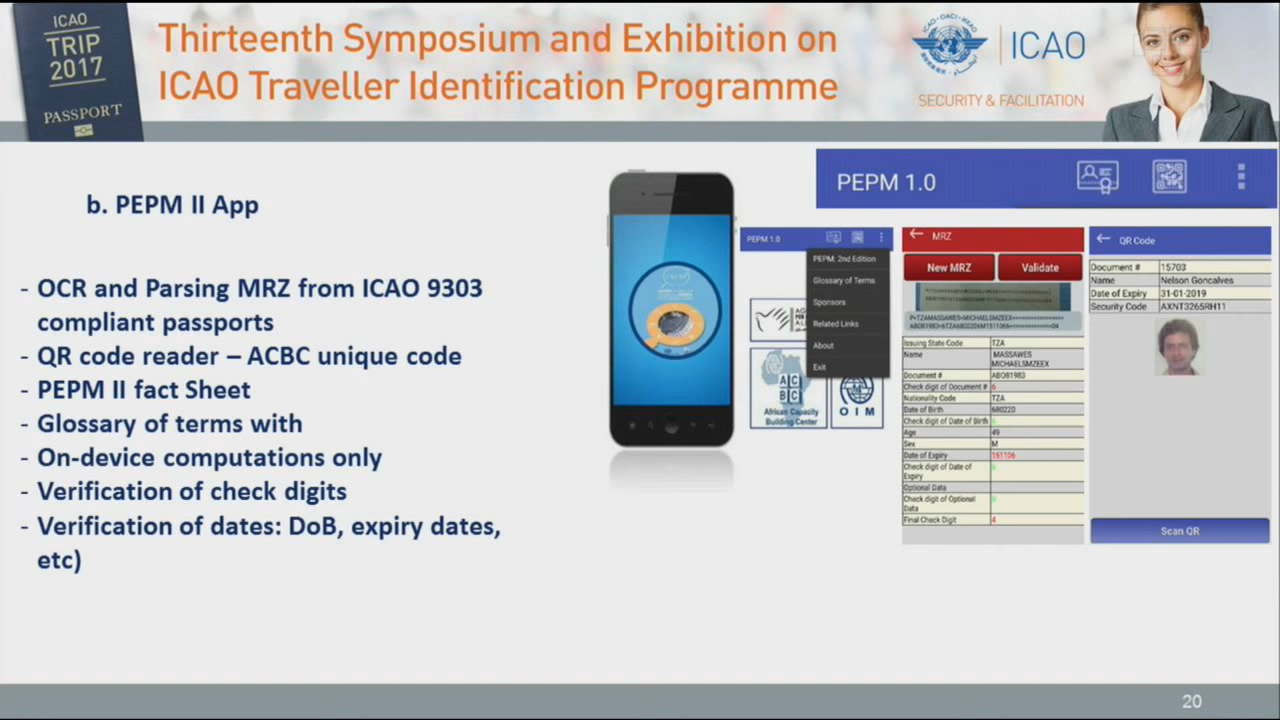 ICAO
TRIP
2017
PASSPORT
Thirteenth Symposium and Exhibition on
ICAO Traveller Identification Programme
ICAO
SECURITY & FACILITATION
b. PEPM II App
- OCR and Parsing MRZ from ICAO 9303
compliant passports
- QR code reader – ACBC unique code
- PEPM II fact Sheet
- Glossary of terms with
- On-device computations only
- Verification of check digits
- Verification of dates: DoB, expiry dates,
etc)
PEPM 1.0
PEPM 1.0
PEPM: 2nd Edition
Glossary of Terms
Sponsors
Related Links
About
Exit
AC
BC
African Capacity
Building Center
OIM
MRZ
New MRZ
Validate
Issuing State Code TZA
Name MASSAWES
MICHAELSMZEEX
Document # AB081983
Check digit of Document # 6
Nationality Code TZA
Date of Birth 680220
Check digit of Date of Birth
Age 49
Sex M
Date of Expiry 151106
Check digit of Date of
Expiry
Optional Data
Check digit of Optional
Data
Final Check Digit 4
QR Code
Document # 15703
Name Nelson Goncalves
Date of Expiry 31-01-2019
Security Code AXNT3265RH11
Scan QR
20